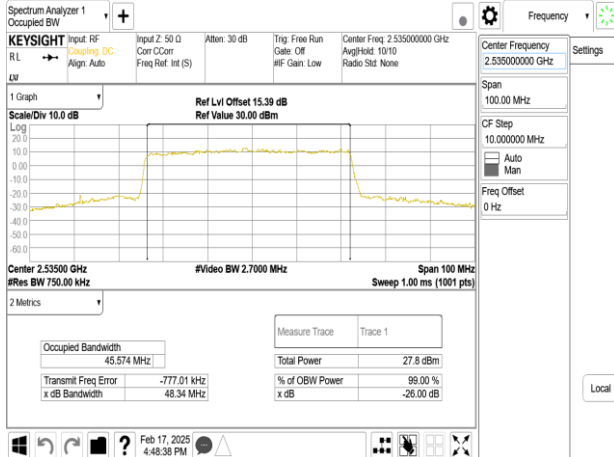 Spectrum Analyzer 1
Occupied BW
+
Frequency
KEYSIGHT
RL
Input: RF
Coupling: DC
Align: Auto
Input Z: 50 Ω
Corr CCorr
Freq Ref: Int (S)
Atten: 30 dB
Trig: Free Run
Gate: Off
#IF Gain: Low
Center Freq: 2.535000000 GHz
Avg|Hold: 10/10
Radio Std: None
LXI
Center Frequency
2.535000000 GHz
Settings
Span
100.00 MHz
CF Step
10.000000 MHz
Auto
Man
Freq Offset
0 Hz
Local
1 Graph
Scale/Div 10.0 dB
Ref Lvl Offset 15.39 dB
Ref Value 30.00 dBm
Log
20.0
10.0
0.00
-10.0
-20.0
-30.0
-40.0
-50.0
-60.0
Center 2.53500 GHz
#Video BW 2.7000 MHz
Span 100 MHz
#Res BW 750.00 kHz
Sweep 1.00 ms (1001 pts)
2 Metrics
Measure Trace
Trace 1
Occupied Bandwidth
45.574 MHz
Total Power
27.8 dBm
Transmit Freq Error
-777.01 kHz
% of OBW Power
99.00 %
x dB Bandwidth
48.34 MHz
x dB
-26.00 dB
?
Feb 17, 2025
4:48:38 PM